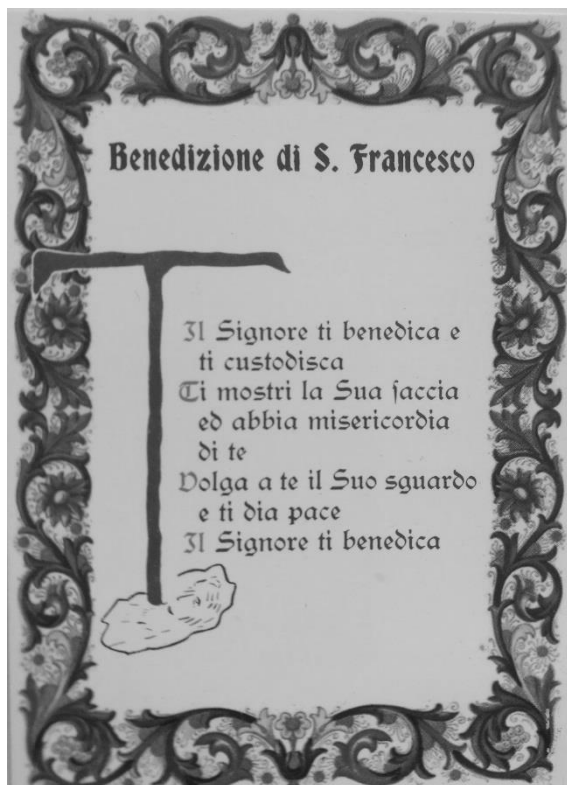 Benedizione di S. Francesco
Il Signore ti benedica e
ti custodisca
Ti mostri la Sua faccia
ed abbia misericordia
di te
Volga a te il Suo sguardo
e ti dia pace
Il Signore ti benedica